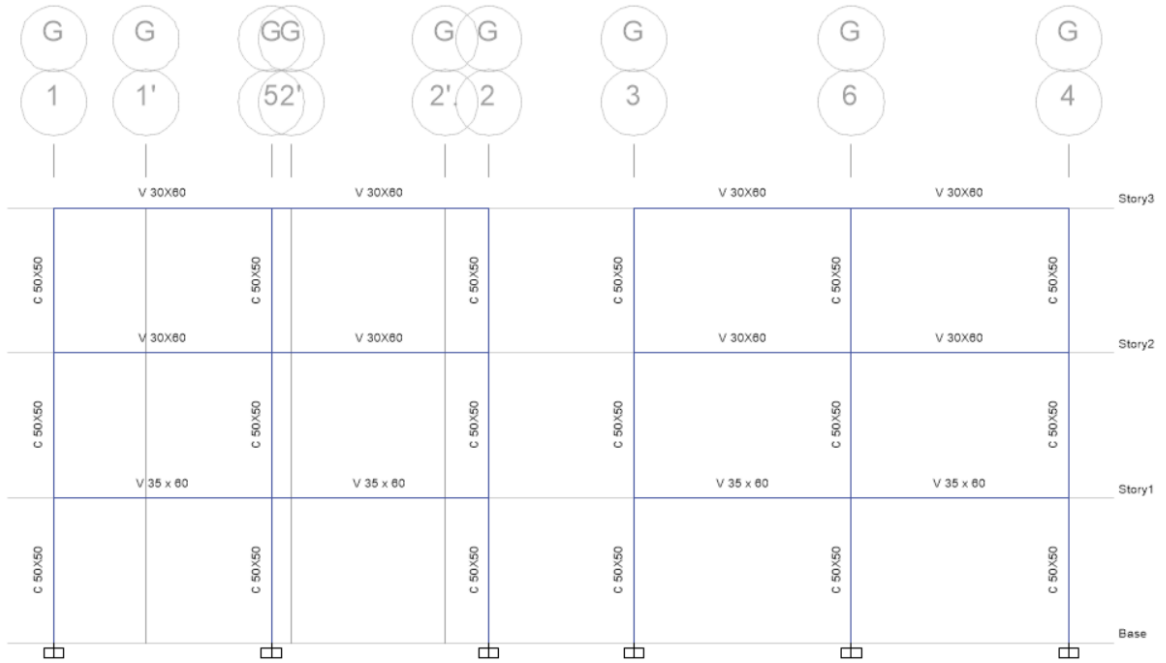 G G GG G G G G G
1 1' 52' 2'. 2 3 6 4
V 30X60 V 30X60 V 30X60 V 30X60
Story3
C 50X50 C 50X50 C 50X50 C 50X50 C 50X50 C 50X50
V 30X60 V 30X60 V 30X60 V 30X60
Story2
C 50X50 C 50X50 C 50X50 C 50X50 C 50X50 C 50X50
V 35 x 60 V 35 x 60 V 35 x 60 V 35 x 60
Story1
C 50X50 C 50X50 C 50X50 C 50X50 C 50X50 C 50X50
Base